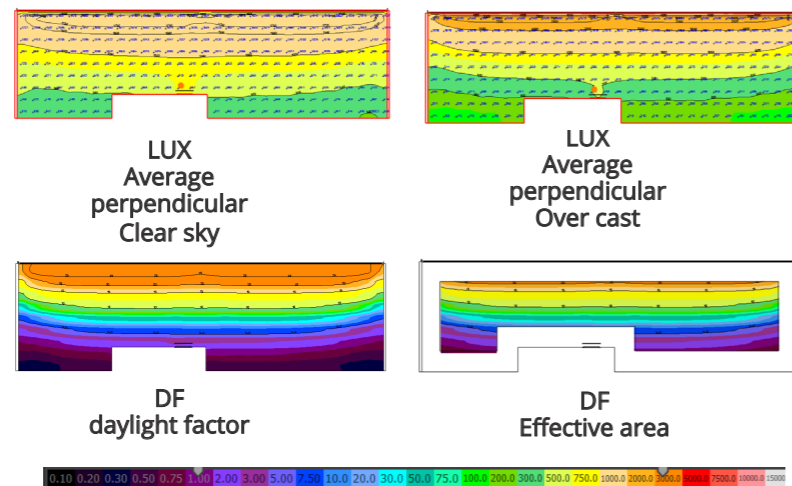 LUX
Average
perpendicular
Clear sky
LUX
Average
perpendicular
Over cast
DF
daylight factor
DF
Effective area
0.10 0.20 0.30 0.50 0.75 1.00 2.00 3.00 5.00 7.50 10.0 20.0 30.0 50.0 75.0 100.0 200.0 300.0 500.0 750.0 1000.0 2000.0 3000.0 5000.0 7500.0 10000.0 15000